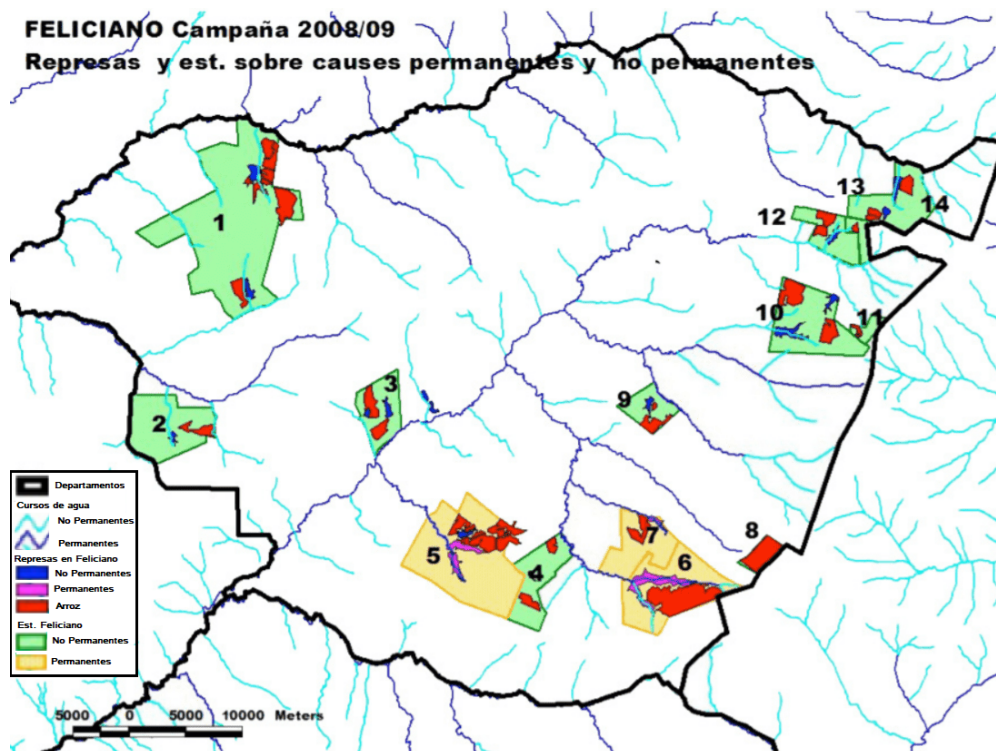 FELICIANO Campaña 2008/09
Represas y est. sobre causes permanentes y no permanentes
13
14
12
1
10
11
3
9
2
Departamentos
Cursos de agua
No Permanentes
Permanentes
Represas en Feliciano
No Permanentes
Permanentes
Arroz
Est. Feliciano
No Permanentes
Permanentes
7
8
5
6
4
5000 0 5000 10000 Meters